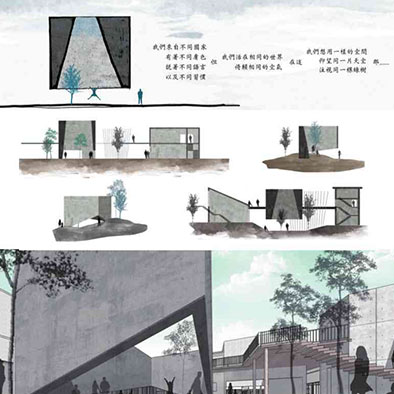 我們來自不同國家
有著不同膚色
說著不同語言
以及不同習慣
但
我們活在相同的世界
倚賴相同的空氣
在這
我們想用一樣的空間
仰望同一片天空
注視同一棵綠樹
那......